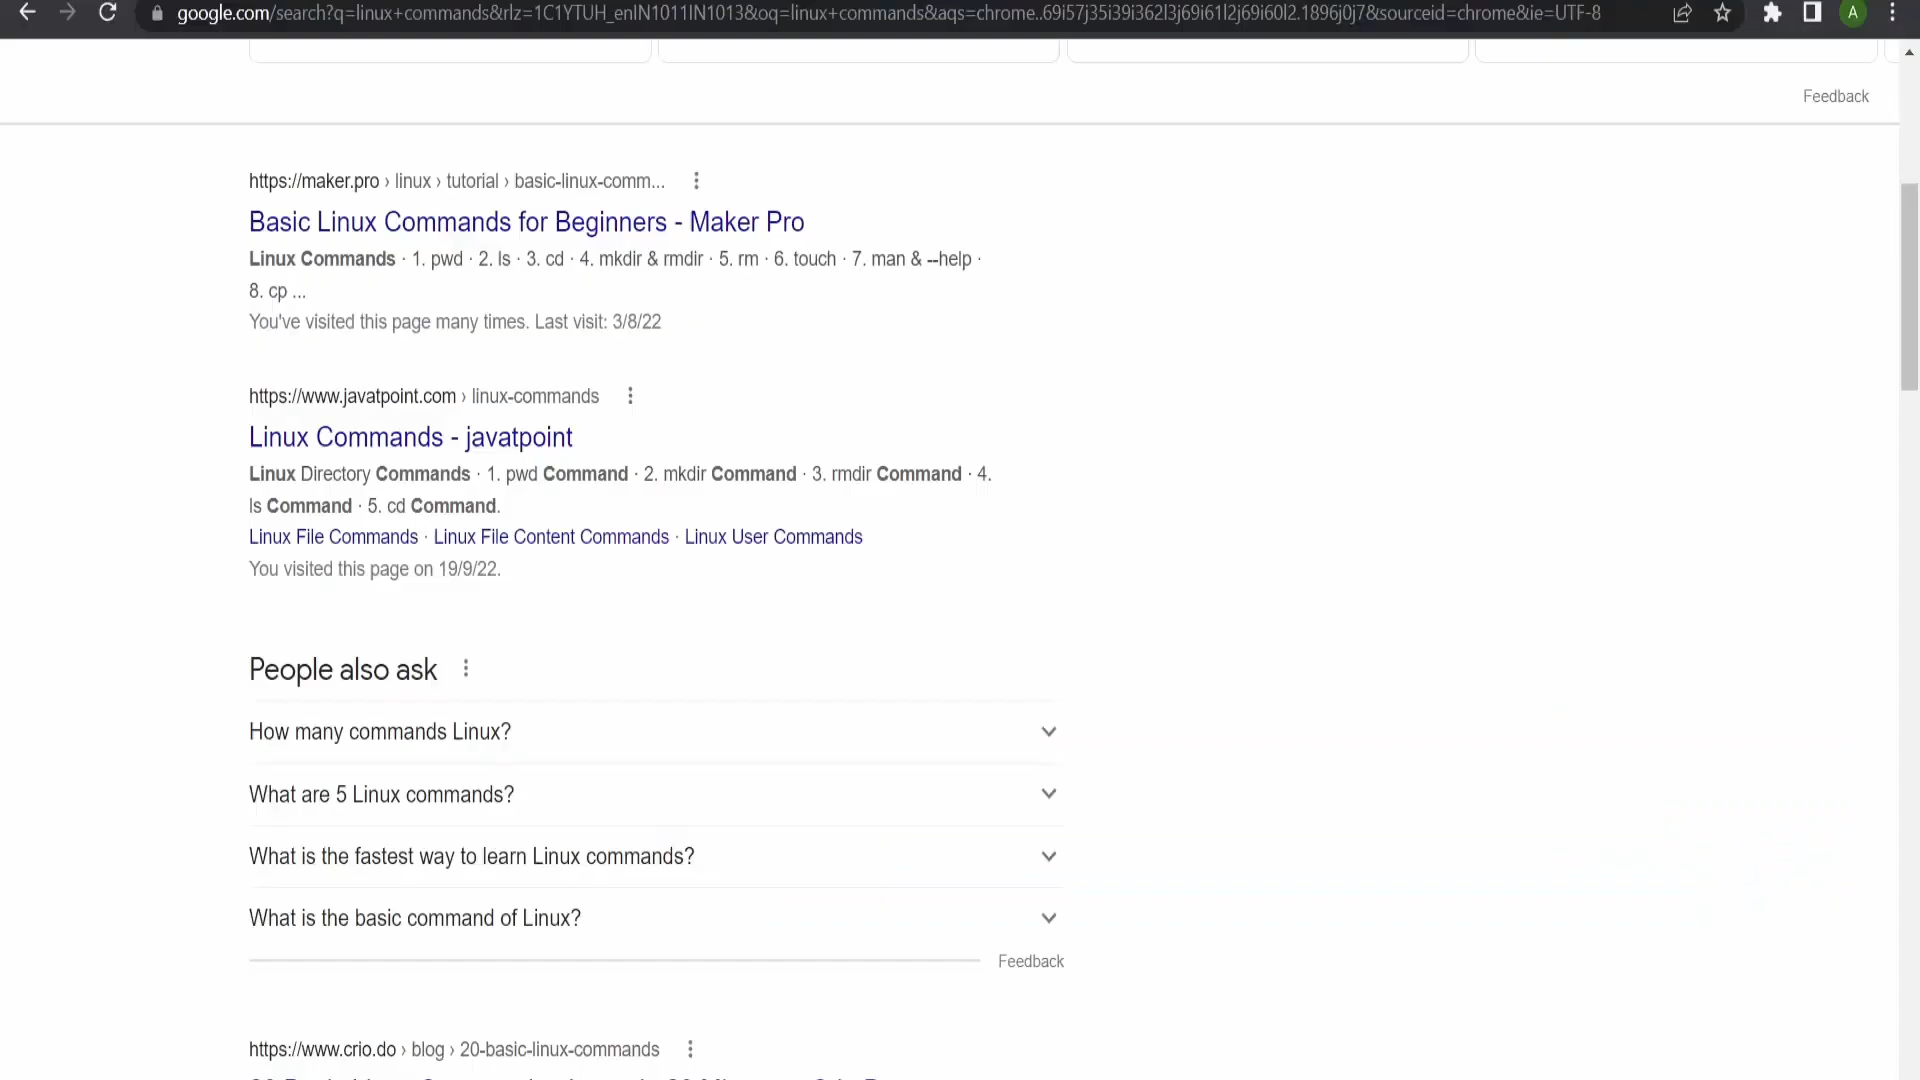 google.com/search?q=linux+commands&rlz=1C1YTUH_enIN1011IN1013&oq=linux+commands&aqs=chrome..69i57j35i39i362l3j69i61l2j69i60l2.1896j0j7&sourceid=chrome&ie=UTF-8
A
Feedback
https://maker.pro › linux › tutorial › basic-linux-comm...
Basic Linux Commands for Beginners - Maker Pro
Linux Commands · 1. pwd · 2. ls · 3. cd · 4. mkdir & rmdir · 5. rm · 6. touch · 7. man & --help ·
8. cp ...
You've visited this page many times. Last visit: 3/8/22
https://www.javatpoint.com › linux-commands
Linux Commands - javatpoint
Linux Directory Commands · 1. pwd Command · 2. mkdir Command · 3. rmdir Command · 4.
ls Command · 5. cd Command.
Linux File Commands · Linux File Content Commands · Linux User Commands
You visited this page on 19/9/22.
People also ask
How many commands Linux?
What are 5 Linux commands?
What is the fastest way to learn Linux commands?
What is the basic command of Linux?
Feedback
https://www.crio.do › blog › 20-basic-linux-commands